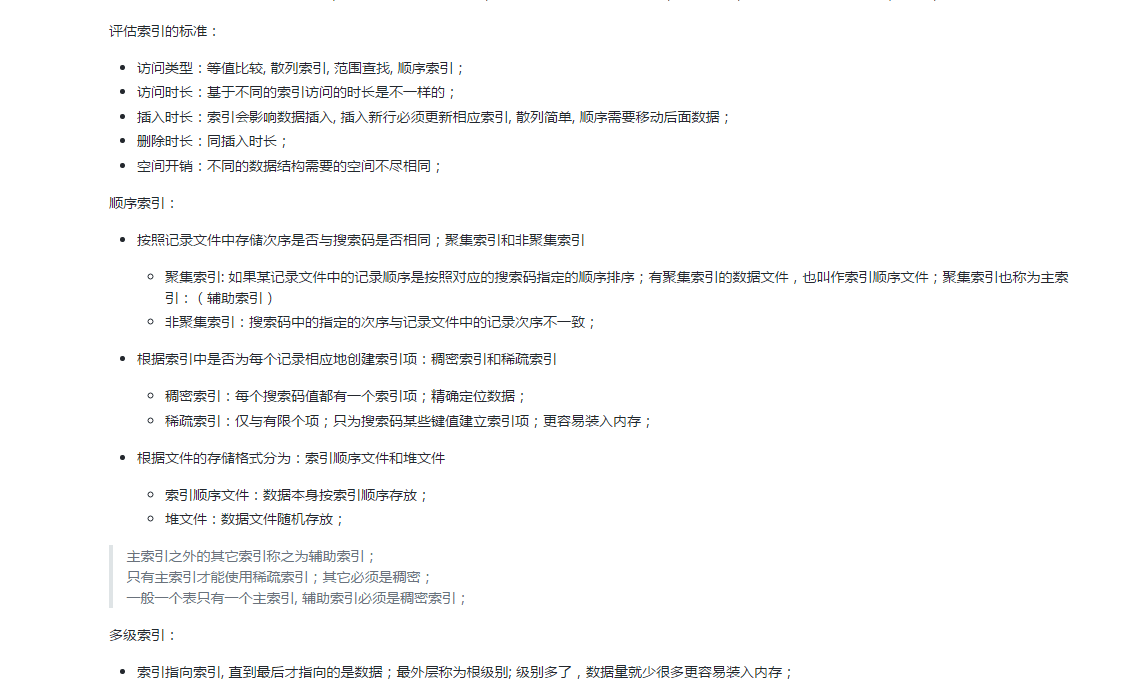 评估索引的标准：
访问类型：等值比较, 散列索引, 范围查找, 顺序索引；
访问时长：基于不同的索引访问的时长是不一样的；
插入时长：索引会影响数据插入, 插入新行必须更新相应索引, 散列简单, 顺序需要移动后面数据；
删除时长：同插入时长；
空间开销：不同的数据结构需要的空间不尽相同；
顺序索引：
按照记录文件中存储次序是否与搜索码是否相同；聚集索引和非聚集索引
聚集索引: 如果某记录文件中的记录顺序是按照对应的搜索码指定的顺序排序；有聚集索引的数据文件，也叫作索引顺序文件；聚集索引也称为主索
引：（ 辅助索引 ）
非聚集索引：搜索码中的指定的次序与记录文件中的记录次序不一致；
根据索引中是否为每个记录相应地创建索引项：稠密索引和稀疏索引
稠密索引：每个搜索码值都有一个索引项；精确定位数据；
稀疏索引：仅与有限个项；只为搜索码某些键值建立索引项；更容易装入内存；
根据文件的存储格式分为：索引顺序文件和堆文件
索引顺序文件：数据本身按索引顺序存放；
堆文件：数据文件随机存放；
主索引之外的其它索引称之为辅助索引；
只有主索引才能使用稀疏索引；其它必须是稠密；
一般一个表只有一个主索引, 辅助索引必须是稠密索引；
多级索引：
索引指向索引, 直到最后才指向的是数据；最外层称为根级别; 级别多了，数据量就少很多更容易装入内存；